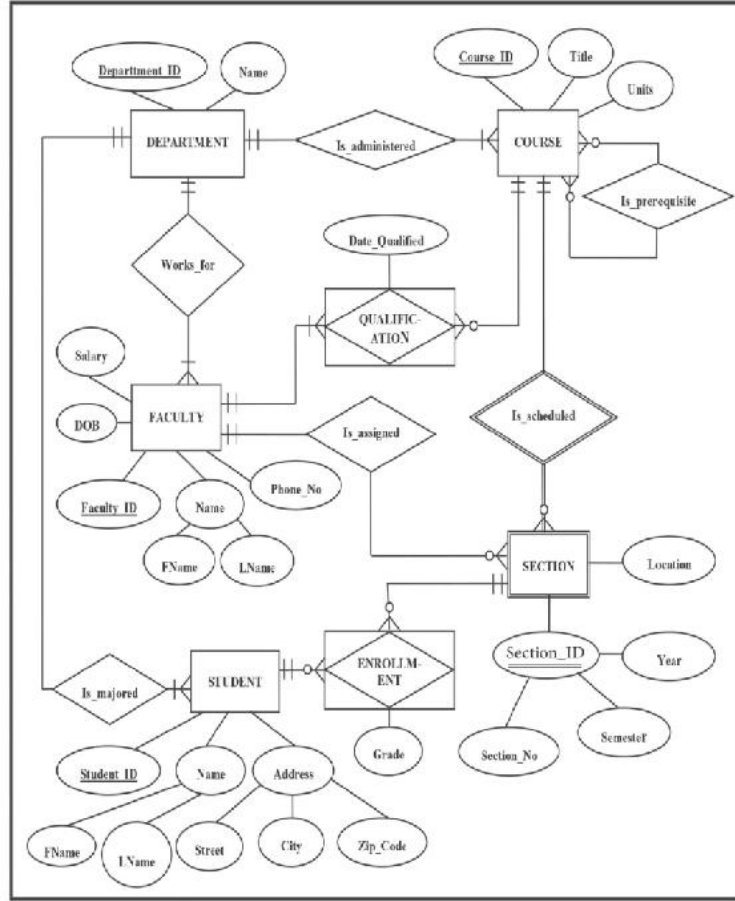 Departtment_ID
Name
Course_ID
Title
Units
DEPARTMENT
Is_administered
COURSE
Is_prerequisite
Works_for
Date_Qualified
QUALIFIC-
ATION
Salary
DOB
FACULTY
Is_assigned
Is_scheduled
Faculty_ID
Name
Phone_No
FName
LName
SECTION
Location
Section_ID
Year
Section_No
Semester
ENROLLM-
ENT
Is_majored
STUDENT
Grade
Student_ID
Name
Address
FName
LName
Street
City
Zip_Code